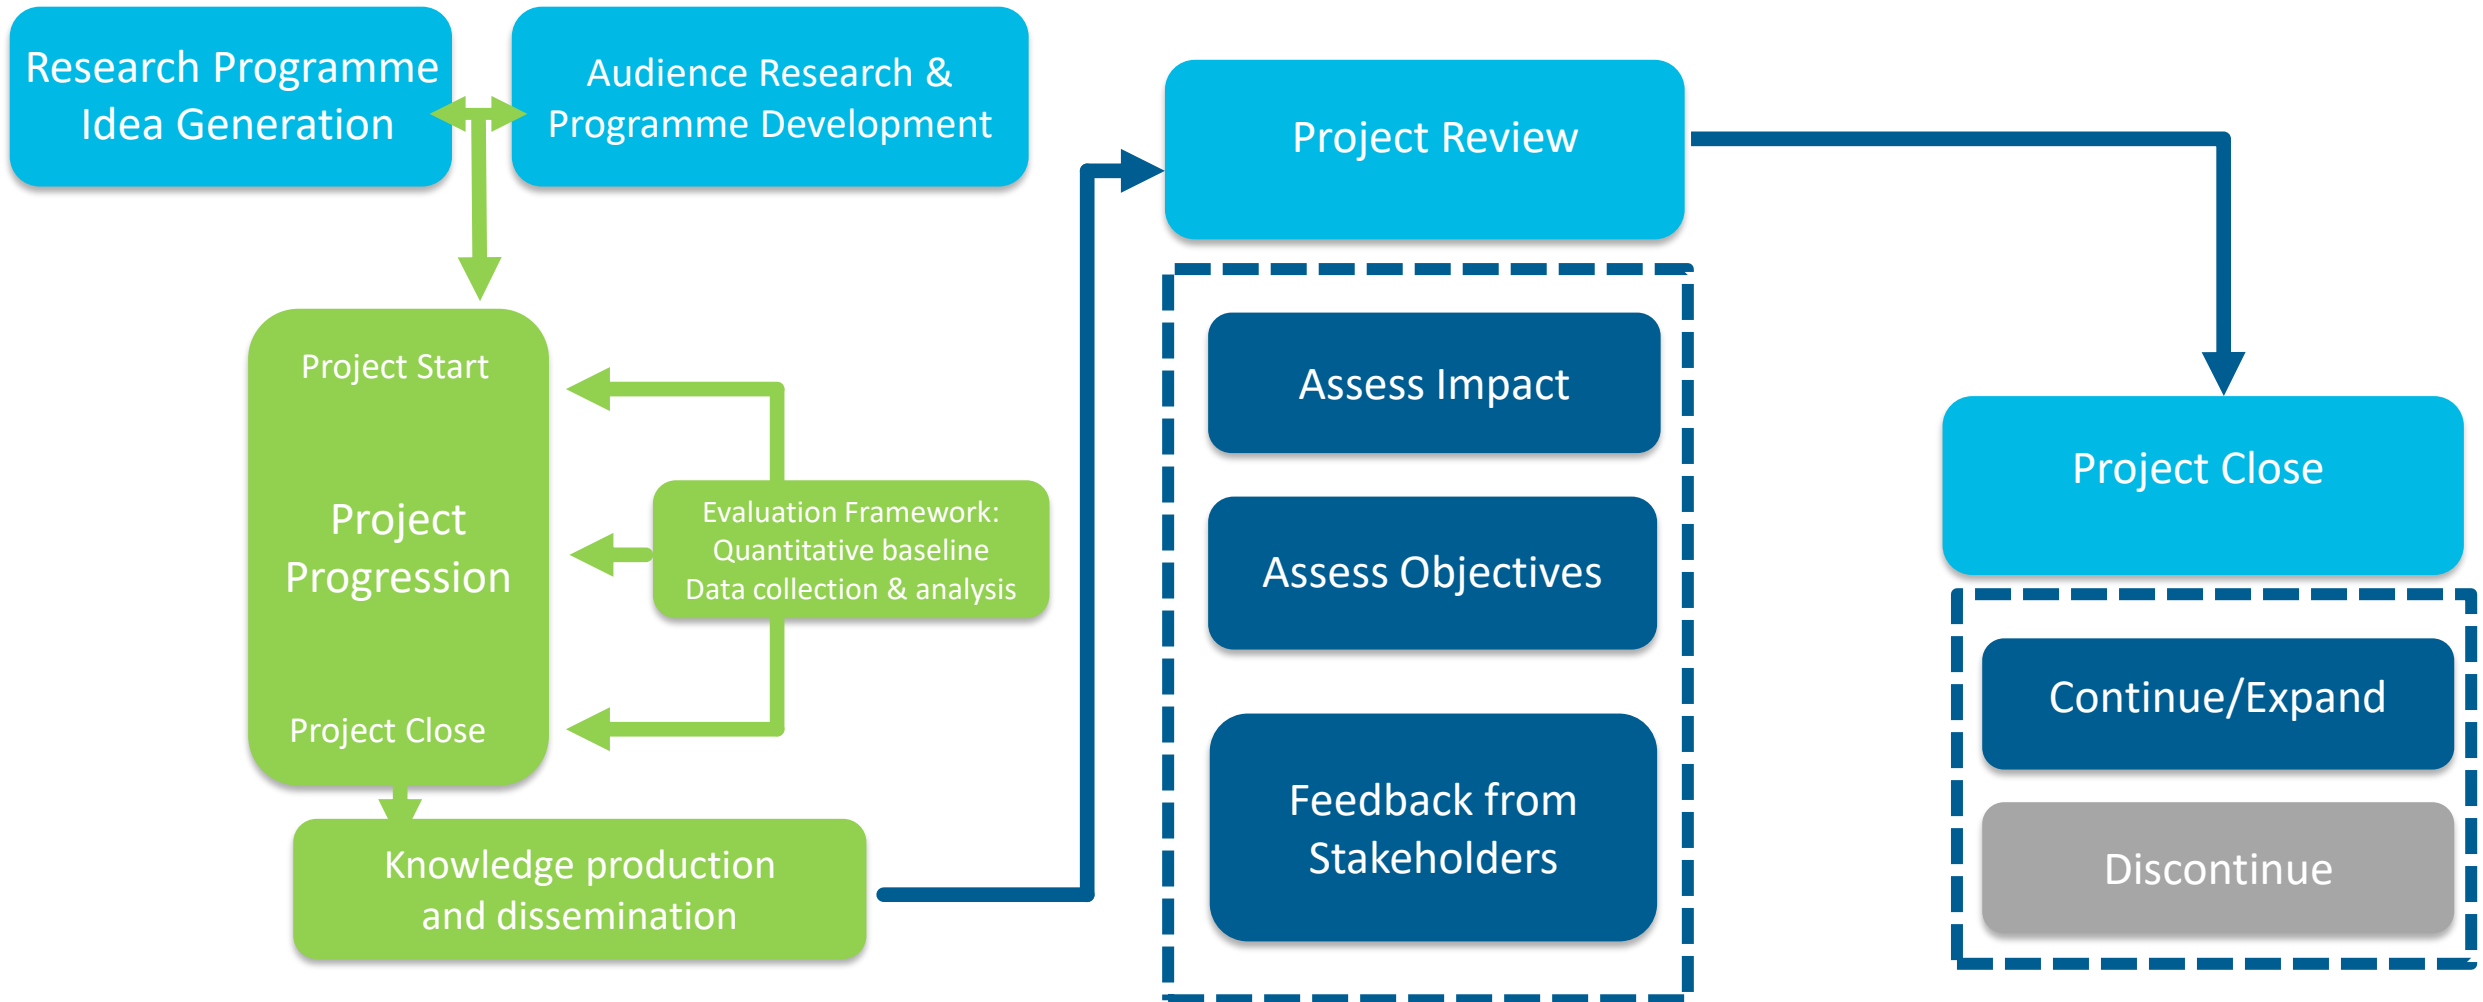 Research Programme
Idea Generation
Audience Research &
Programme Development
Project Start
Project
Progression
Project Close
Evaluation Framework:
Quantitative baseline
Data collection & analysis
Knowledge production
and dissemination
Project Review
Assess Impact
Assess Objectives
Feedback from
Stakeholders
Project Close
Continue/Expand
Discontinue